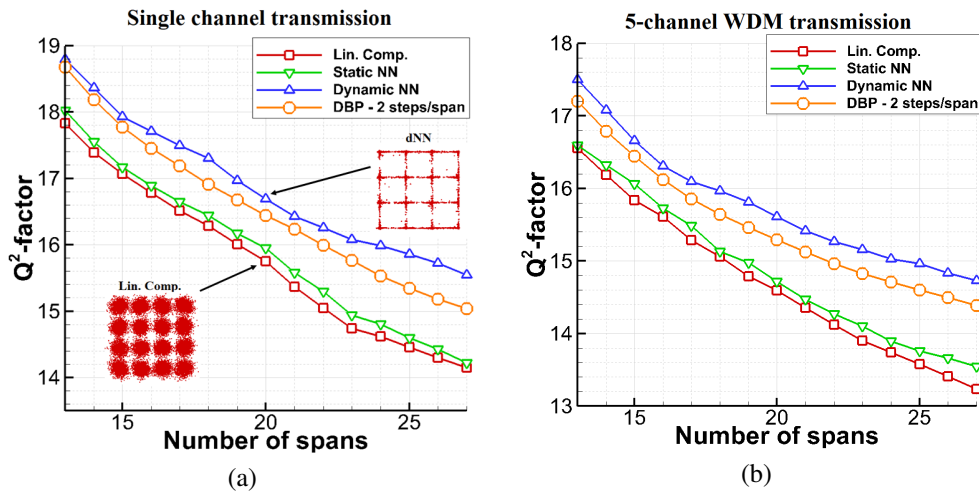 Single channel transmission
19
18
17
16
15
14
Q²-factor
Lin. Comp.
Static NN
Dynamic NN
DBP - 2 steps/span
dNN
Lin. Comp.
15
20
25
Number of spans
(a)
5-channel WDM transmission
18
17
16
15
14
13
Q²-factor
Lin. Comp.
Static NN
Dynamic NN
DBP - 2 steps/span
15
20
25
Number of spans
(b)